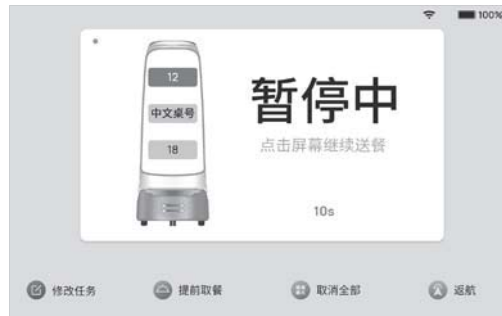 100%
12
中文桌号
18
暂停中
点击屏幕继续送餐
10s
修改任务
提前取餐
取消全部
返航